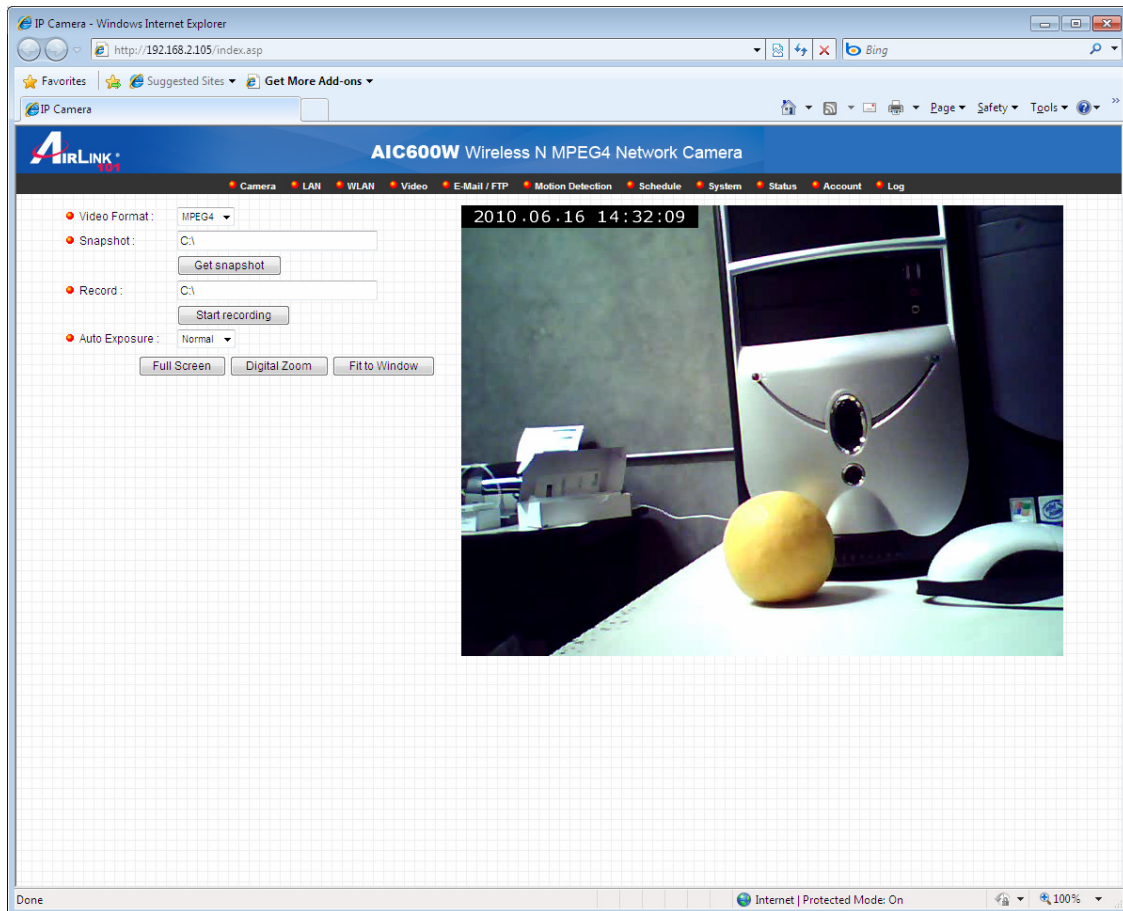 IP Camera - Windows Internet Explorer
http://192.168.2.105/index.asp
Bing
Favorites Suggested Sites Get More Add-ons
IP Camera
Page Safety Tools »
AIRLINK 101
AIC600W Wireless N MPEG4 Network Camera
Camera LAN WLAN Video E-Mail / FTP Motion Detection Schedule System Status Account Log
Video Format : MPEG4
2010.06.16 14:32:09
Snapshot : C:\
Get snapshot
Record : C:\
Start recording
Auto Exposure : Normal
Full Screen Digital Zoom Fit to Window
Done Internet | Protected Mode: On 100%